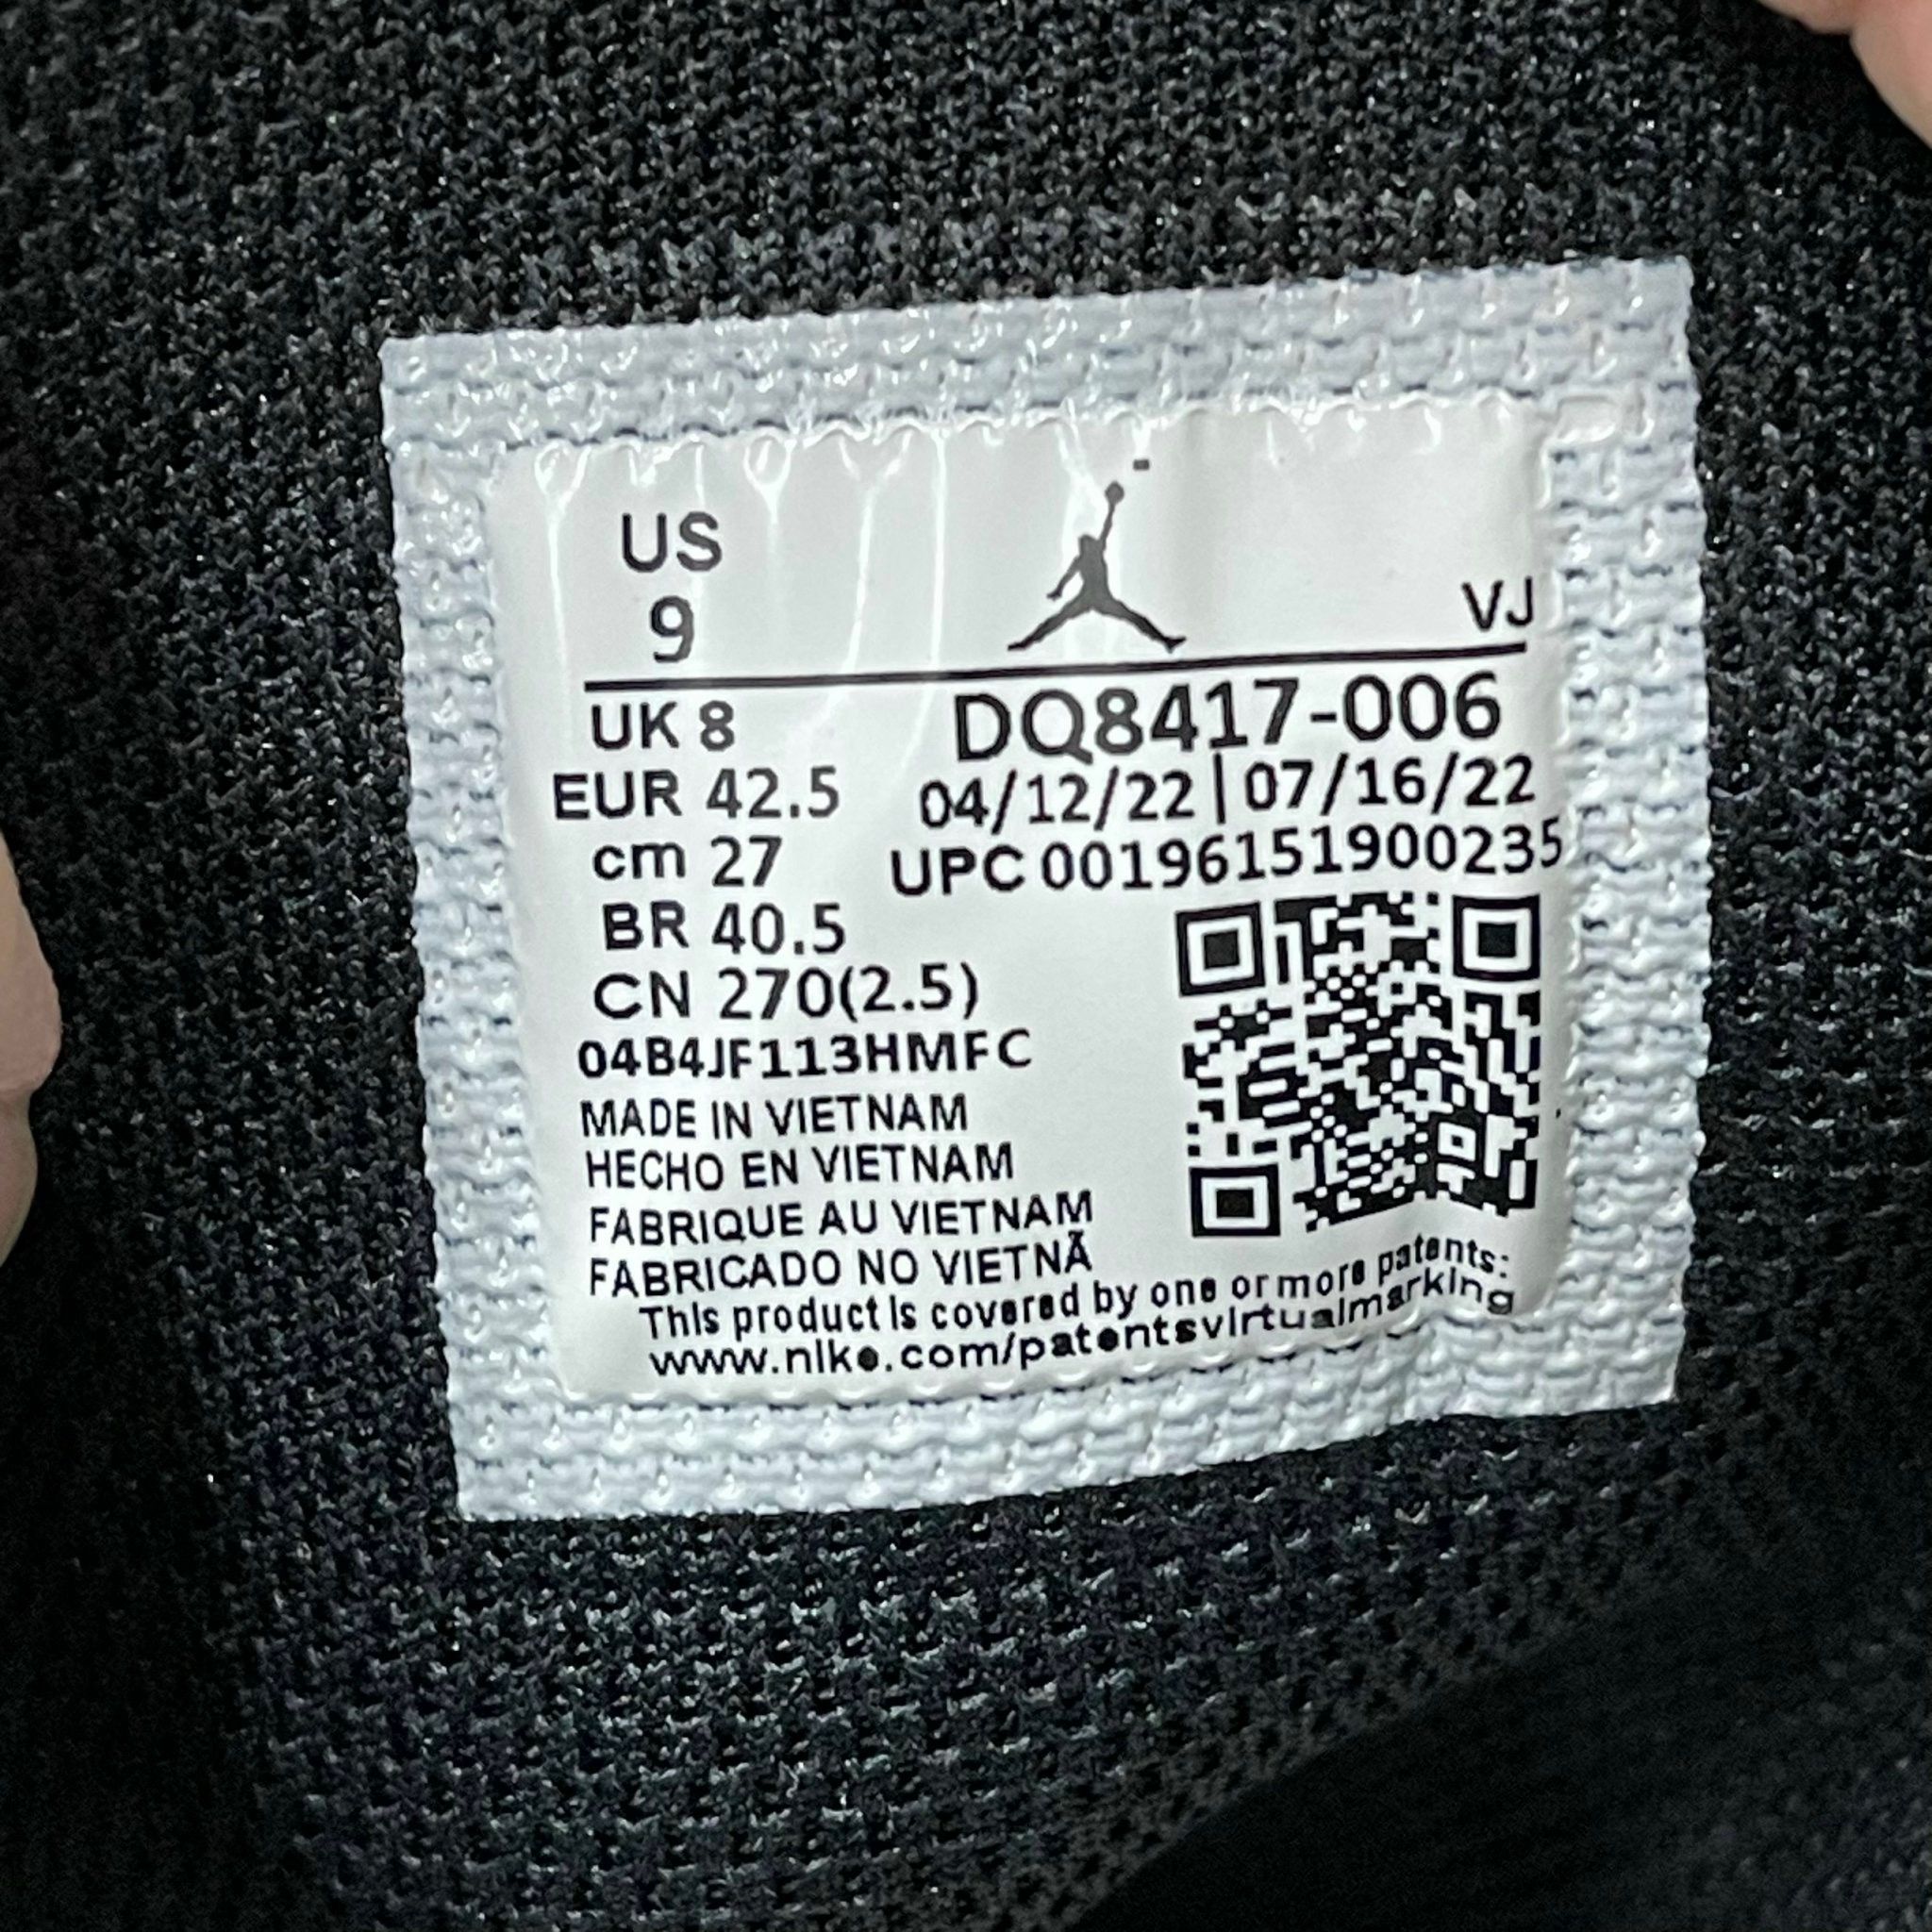 US
9
VJ
UK 8
DQ8417-006
EUR 42.5
04/12/22 | 07/16/22
cm 27
UPC 00196151900235
BR 40.5
CN 270(2.5)
04B4JF113HMFC
MADE IN VIETNAM
HECHO EN VIETNAM
FABRIQUE AU VIETNAM
FABRICADO NO VIETNÃ
This product is covered by one or more patents:
www.nike.com/patentsvirtualmarking